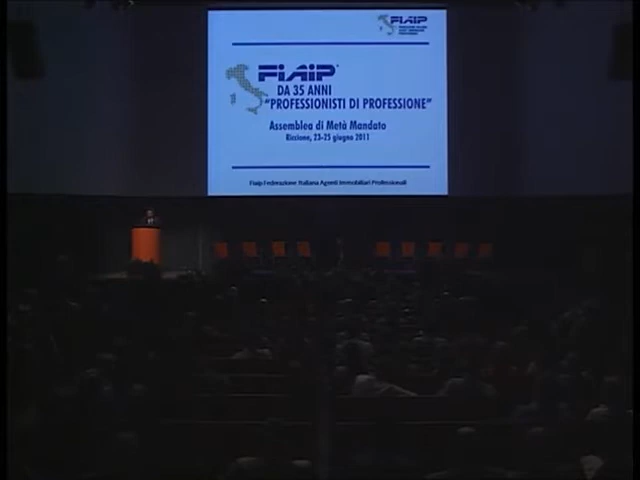 FIAIP
FIAIP
DA 35 ANNI
"PROFESSIONISTI DI PROFESSIONE"
Assemblea di Metà Mandato
Riccione, 23-25 giugno 2011
Fiaip Federazione Italiana Agenti Immobiliari Professionali